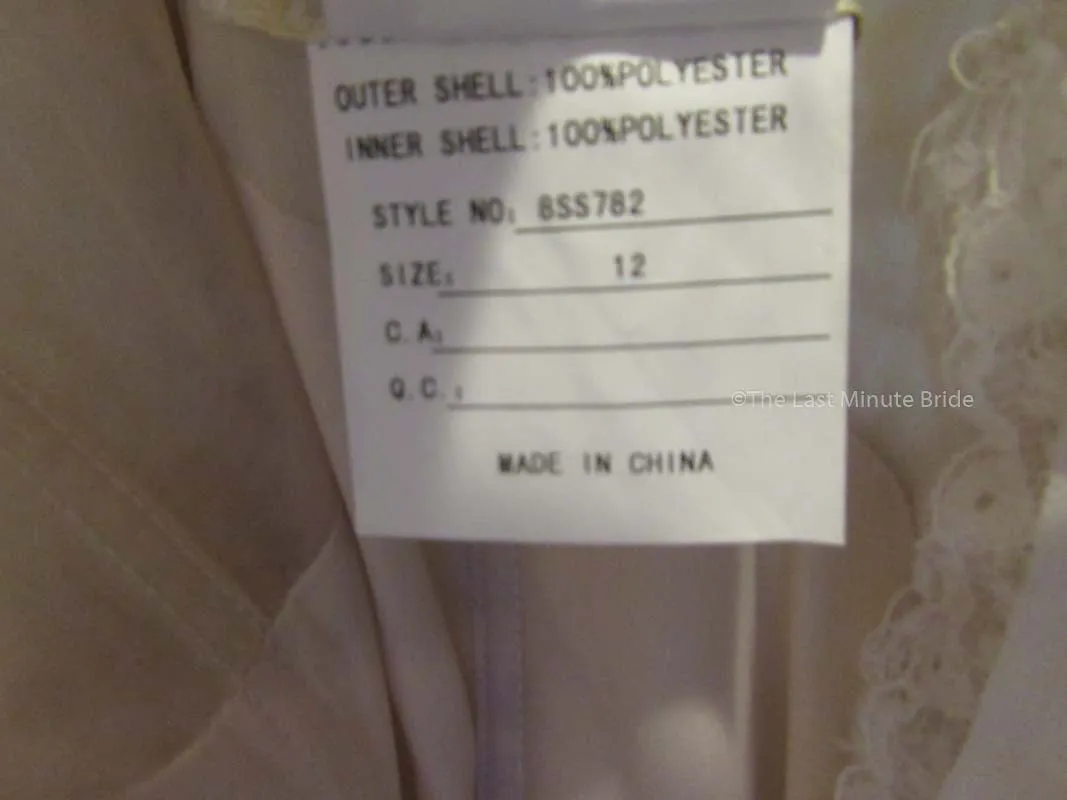 OUTER SHELL:100%POLYESTER
INNER SHELL:100%POLYESTER
STYLE NO: 8SS782
SIZE: 12
C.A:
Q.C.:
©The Last Minute Bride
MADE IN CHINA